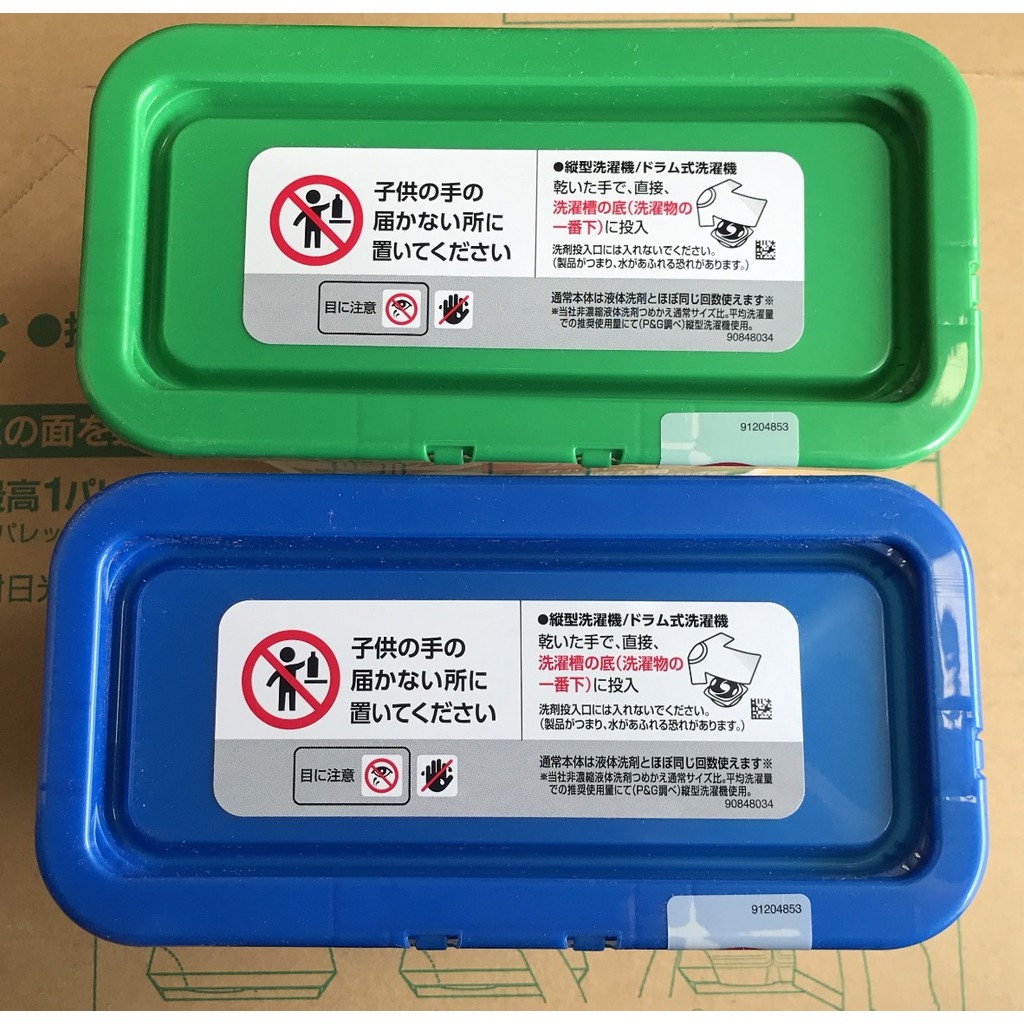 子供の手の
届かない所に
置いてください
目に注意
●縦型洗濯機/ドラム式洗濯機
乾いた手で、直接、
洗濯槽の底(洗濯物の
一番下)に投入
洗剤投入口には入れないでください。
(製品がつまり、水があふれる恐れがあります。)
通常本体は液体洗剤とほぼ同じ回数使えます※
※当社非濃縮液体洗剤つめかえ通常サイズ比。平均洗濯量
での推奨使用量にて(P&G調べ)縦型洗濯機使用。
90848034
91204853
の面を
最高1パレ
パレッ
子供の手の
届かない所に
置いてください
目に注意
●縦型洗濯機/ドラム式洗濯機
乾いた手で、直接、
洗濯槽の底(洗濯物の
一番下)に投入
洗剤投入口には入れないでください。
(製品がつまり、水があふれる恐れがあります。)
通常本体は液体洗剤とほぼ同じ回数使えます※
※当社非濃縮液体洗剤つめかえ通常サイズ比。平均洗濯量
での推奨使用量にて(P&G調べ)縦型洗濯機使用。
90848034
91204853